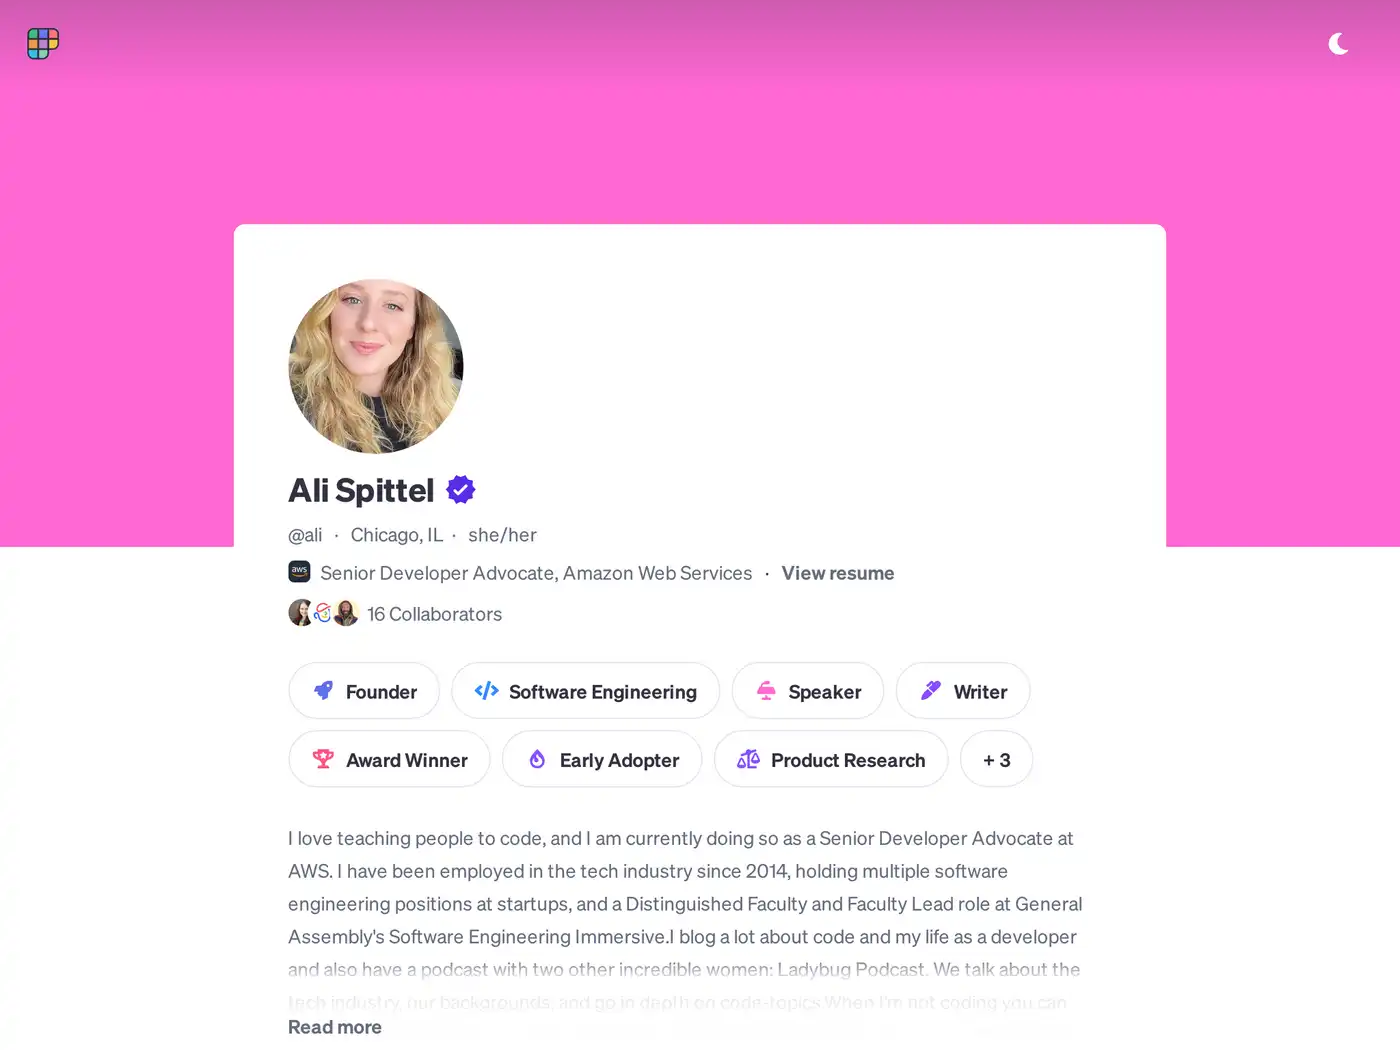 Ali Spittel
@ali · Chicago, IL · she/her
aws Senior Developer Advocate, Amazon Web Services · View resume
16 Collaborators
Founder Software Engineering Speaker Writer
Award Winner Early Adopter Product Research + 3
I love teaching people to code, and I am currently doing so as a Senior Developer Advocate at
AWS. I have been employed in the tech industry since 2014, holding multiple software
engineering positions at startups, and a Distinguished Faculty and Faculty Lead role at General
Assembly's Software Engineering Immersive.I blog a lot about code and my life as a developer
and also have a podcast with two other incredible women: Ladybug Podcast. We talk about the
tech industry, our backgrounds, and go in depth on code-topics.When I'm not coding you can
Read more